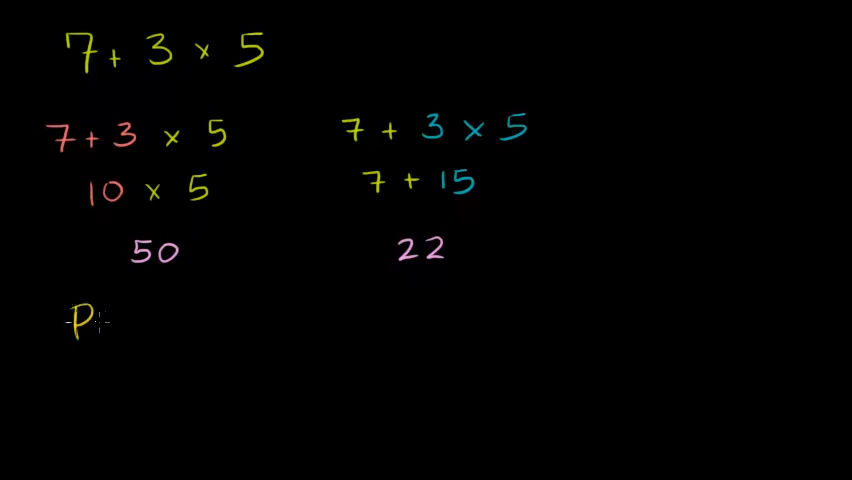 7 + 3 × 5
7 + 3 × 5
10 × 5
50
7 + 3 × 5
7 + 15
22
P